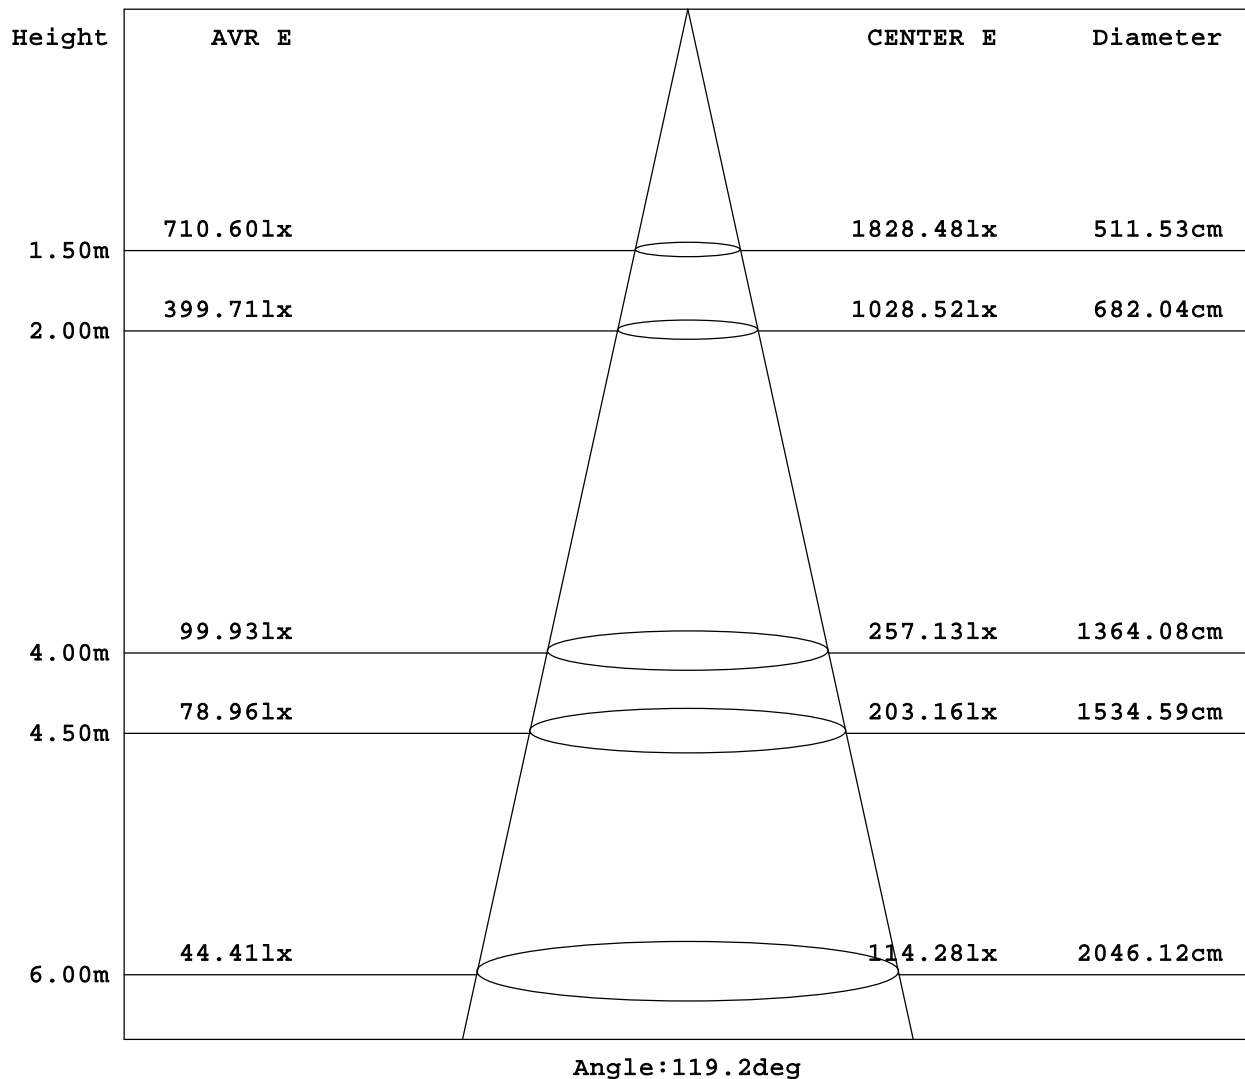 Height AVR E CENTER E Diameter
710.60lx 1828.48lx 511.53cm
1.50m
399.71lx 1028.52lx 682.04cm
2.00m
99.93lx 257.13lx 1364.08cm
4.00m
78.96lx 203.16lx 1534.59cm
4.50m
44.41lx 114.28lx 2046.12cm
6.00m
Angle:119.2deg